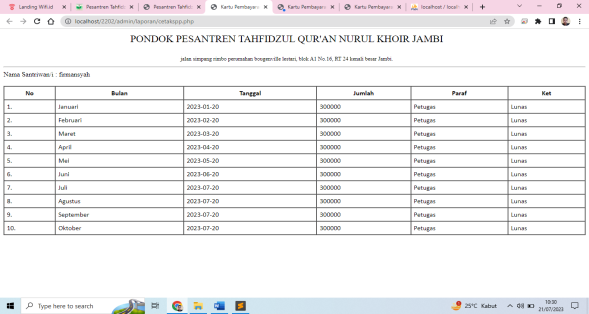 Landing Wifi.id
Pesantren Tahfidz
Pesantren Tahfidz
Kartu Pembayaran
Kartu Pembayaran
Kartu Pembayaran
localhost / localh
localhost/2202/admin/laporan/cetakspp.php
PONDOK PESANTREN TAHFIDZUL QUR'AN NURUL KHOIR JAMBI
jalan simpang rimbo perumahan bougenville lestari, blok A1 No.16, RT 24 kenali besar Jambi.
Nama Santriwan/i : firmansyah
No Bulan Tanggal Jumlah Paraf Ket
1. Januari 2023-01-20 300000 Petugas Lunas
2. Februari 2023-02-20 300000 Petugas Lunas
3. Maret 2023-03-20 300000 Petugas Lunas
4. April 2023-04-20 300000 Petugas Lunas
5. Mei 2023-05-20 300000 Petugas Lunas
6. Juni 2023-06-20 300000 Petugas Lunas
7. Juli 2023-07-20 300000 Petugas Lunas
8. Agustus 2023-07-20 300000 Petugas Lunas
9. September 2023-07-20 300000 Petugas Lunas
10. Oktober 2023-07-20 300000 Petugas Lunas
Type here to search
25°C Kabut
19:30
21/07/2023